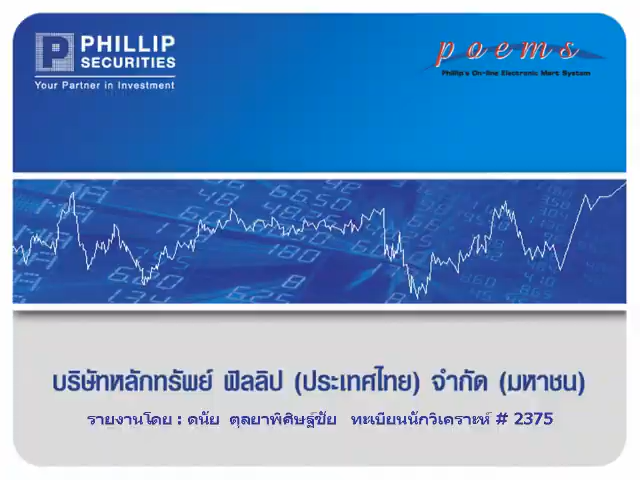 PHILLIP
SECURITIES
Your Partner in Investment
poems
Phillip's On-line Electronic Mart System
บริษัทหลักทรัพย์ ฟิลลิป (ประเทศไทย) จำกัด (มหาชน)
รายงานโดย : ดนัย ตุลยาพิศิษฐ์ชัย ทะเบียนนักวิเคราะห์ # 2375